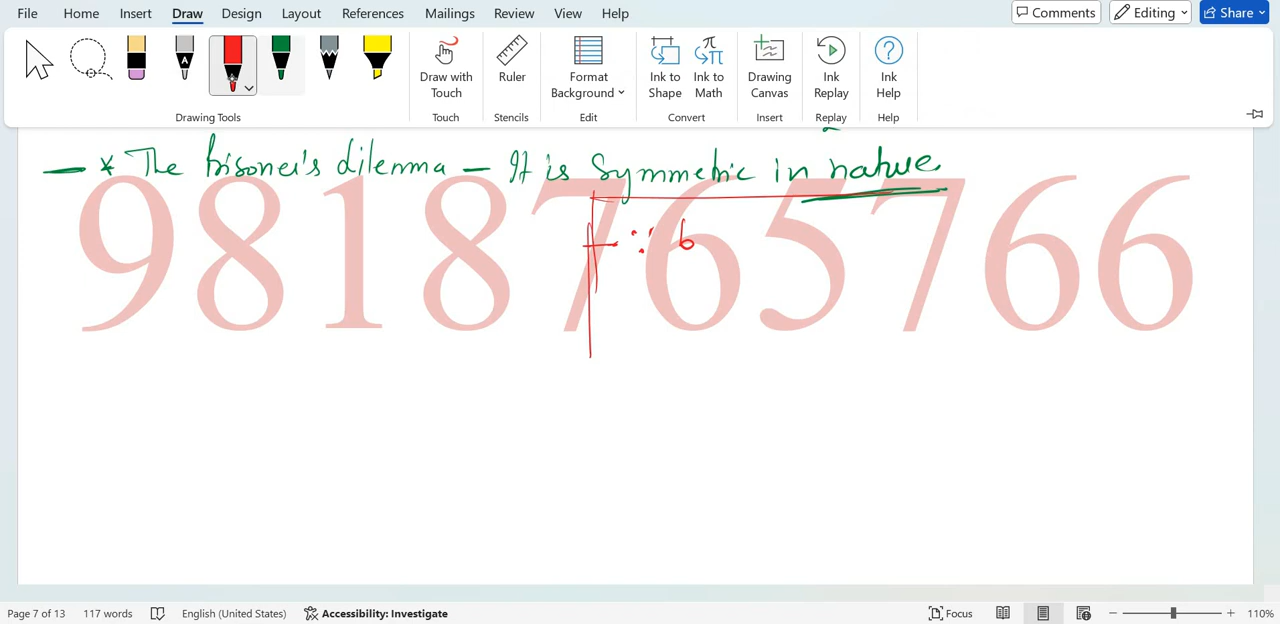 File Home Insert Draw Design Layout References Mailings Review View Help Comments Editing Share
Draw with Touch
Ruler
Format Background
Ink to Shape
Ink to Math
Drawing Canvas
Ink Replay
Ink Help
Drawing Tools Touch Stencils Edit Convert Insert Replay Help
— * The Prisoner's dilemma — It is Symmetric in nature
∵ b
9818765766
Page 7 of 13 117 words English (United States) Accessibility: Investigate Focus 110%